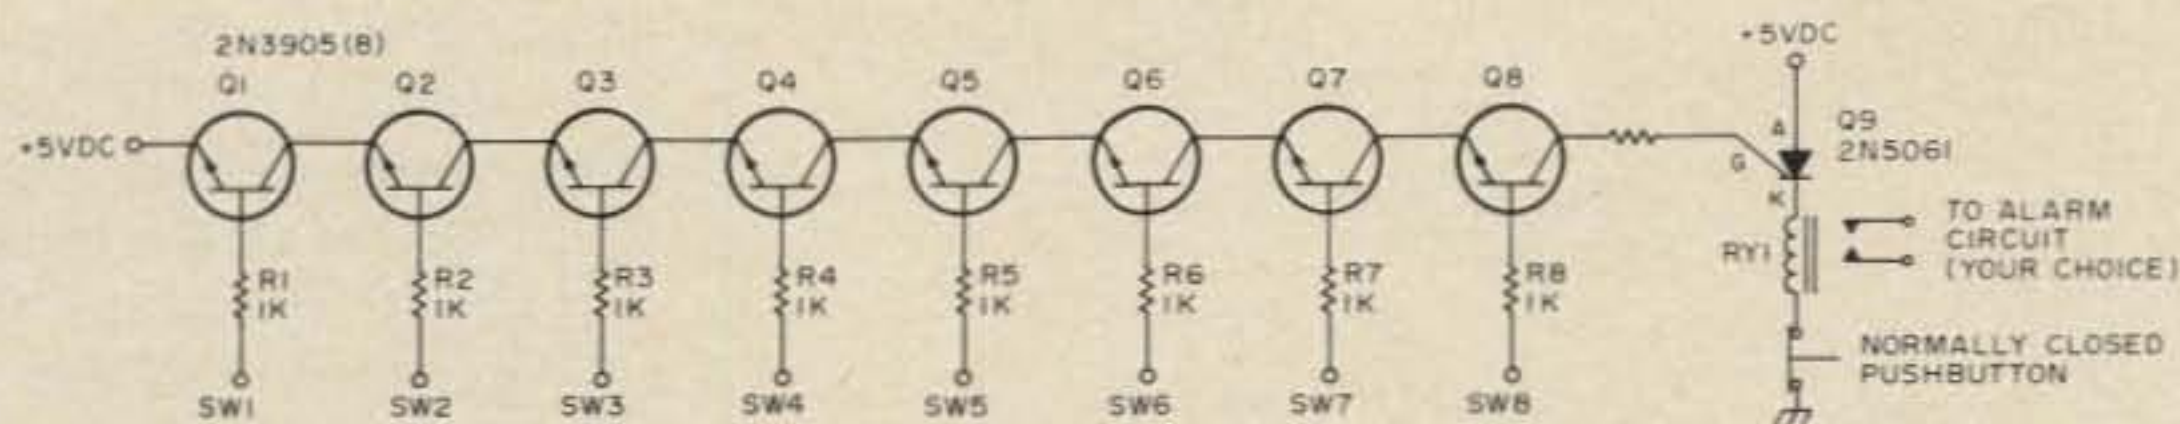 2N3905(8)
Q1 Q2 Q3 Q4 Q5 Q6 Q7 Q8
+5VDC
+5VDC
A
G
K
Q9
2N5061
R1
1K
R2
1K
R3
1K
R4
1K
R5
1K
R6
1K
R7
1K
R8
1K
RY1
TO ALARM
CIRCUIT
(YOUR CHOICE)
NORMALLY CLOSED
PUSHBUTTON
SW1 SW2 SW3 SW4 SW5 SW6 SW7 SW8